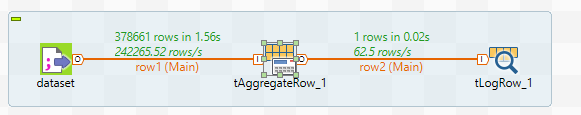 378661 rows in 1.56s
242265.52 rows/s
row1 (Main)
1 rows in 0.02s
62.5 rows/s
row2 (Main)
O
I
O
I
dataset
tAggregateRow_1
tLogRow_1